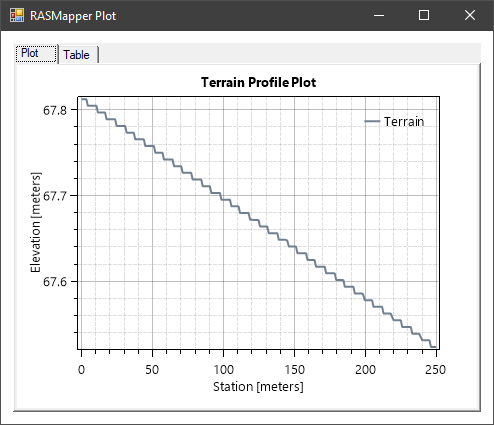 RASMapper Plot
Plot Table
Terrain Profile Plot
Terrain
67.8
67.7
67.6
Elevation [meters]
0 50 100 150 200 250
Station [meters]